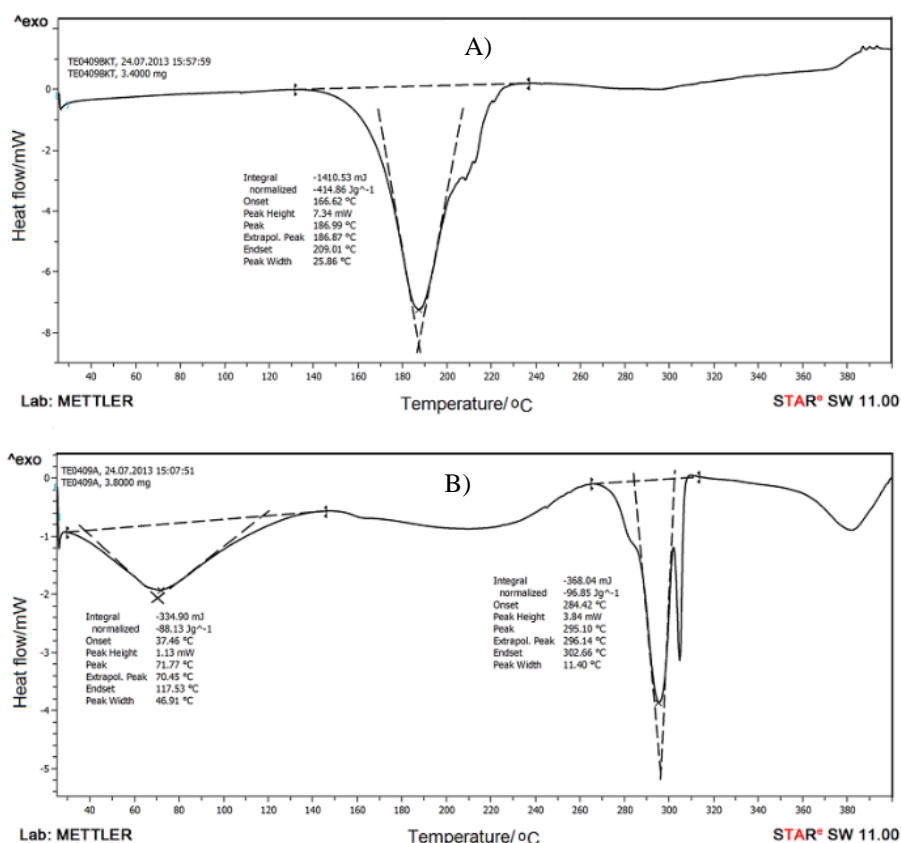 ^exo
A)
TE0409BKT, 24.07.2013 15:57:59
TE0409BKT, 3.4000 mg
Integral -1410.53 mJ
normalized -414.86 Jg^-1
Onset 166.62 °C
Peak Height 7.34 mW
Peak 186.99 °C
Extrapol. Peak 186.87 °C
Endset 209.01 °C
Peak Width 25.86 °C
Heat flow/mW
0
-2
-4
-6
-8
40 60 80 100 120 140 160 180 200 220 240 260 280 300 320 340 360 380
Lab: METTLER Temperature/ °C STARᵉ SW 11.00
^exo
B)
TE0409A, 24.07.2013 15:07:51
TE0409A, 3.8000 mg
Integral -334.90 mJ
normalized -88.13 Jg^-1
Onset 37.46 °C
Peak Height 1.13 mW
Peak 71.77 °C
Extrapol. Peak 70.45 °C
Endset 117.53 °C
Peak Width 46.91 °C
Integral -368.04 mJ
normalized -96.85 Jg^-1
Onset 284.42 °C
Peak Height 3.84 mW
Peak 295.10 °C
Extrapol. Peak 296.14 °C
Endset 302.66 °C
Peak Width 11.40 °C
Heat flow/mW
0
-1
-2
-3
-4
-5
40 60 80 100 120 140 160 180 200 220 240 260 280 300 320 340 360 380
Lab: METTLER Temperature/ °C STARᵉ SW 11.00